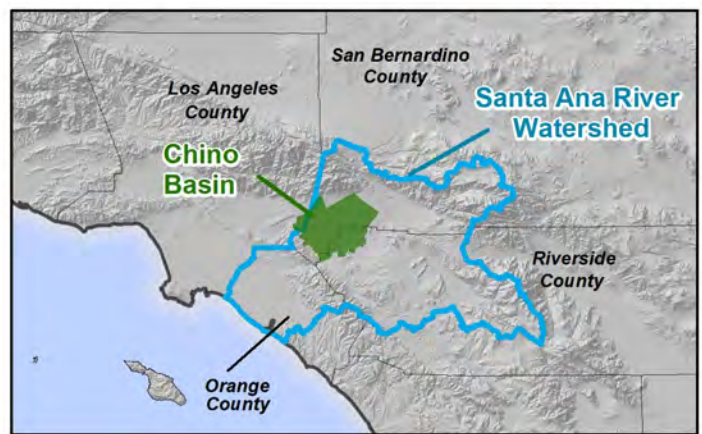 San Bernardino
County
Los Angeles
County
Santa Ana River
Watershed
Chino
Basin
Riverside
County
Orange
County